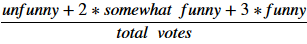 unfunny + 2 * somewhat funny + 3 * funny
total votes